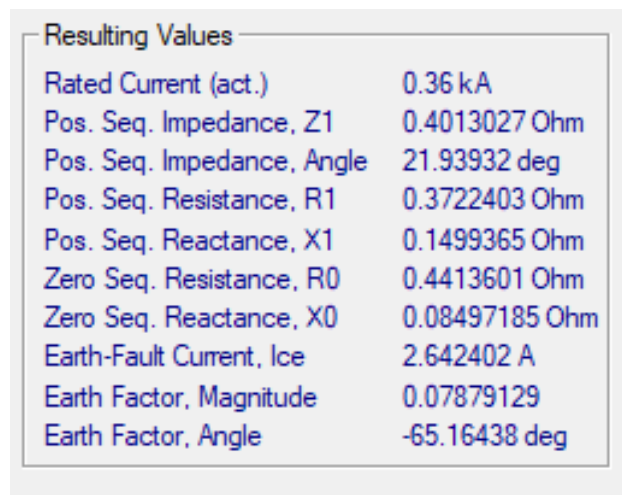 Resulting Values
Rated Current (act.) 0.36 kA
Pos. Seq. Impedance, Z1 0.4013027 Ohm
Pos. Seq. Impedance, Angle 21.93932 deg
Pos. Seq. Resistance, R1 0.3722403 Ohm
Pos. Seq. Reactance, X1 0.1499365 Ohm
Zero Seq. Resistance, R0 0.4413601 Ohm
Zero Seq. Reactance, X0 0.08497185 Ohm
Earth-Fault Current, Ice 2.642402 A
Earth Factor, Magnitude 0.07879129
Earth Factor, Angle -65.16438 deg